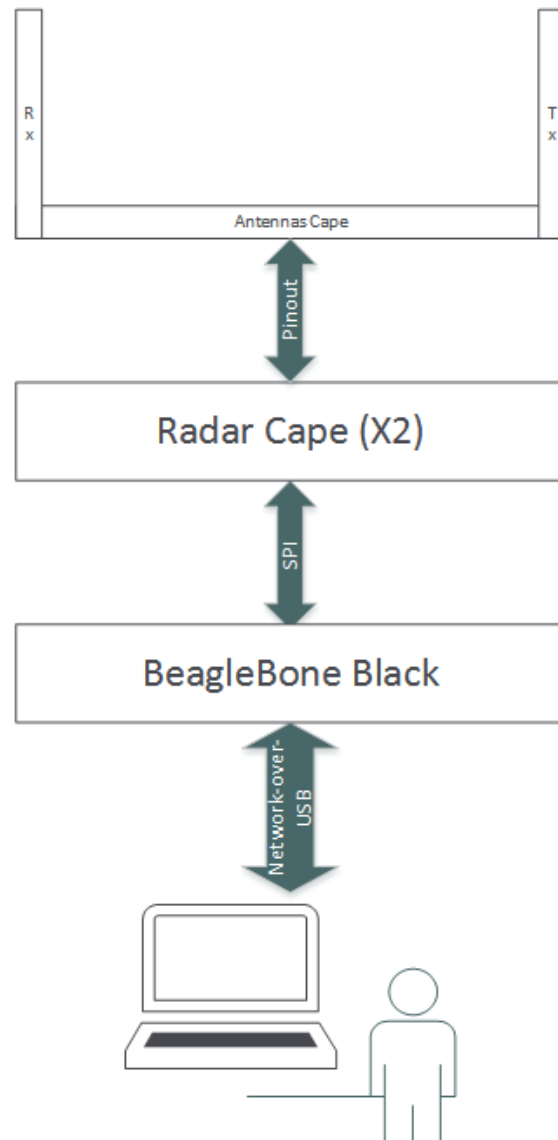 R
x
T
x
Antennas Cape
Pinout
Radar Cape (X2)
SPI
BeagleBone Black
Network-over-
USB